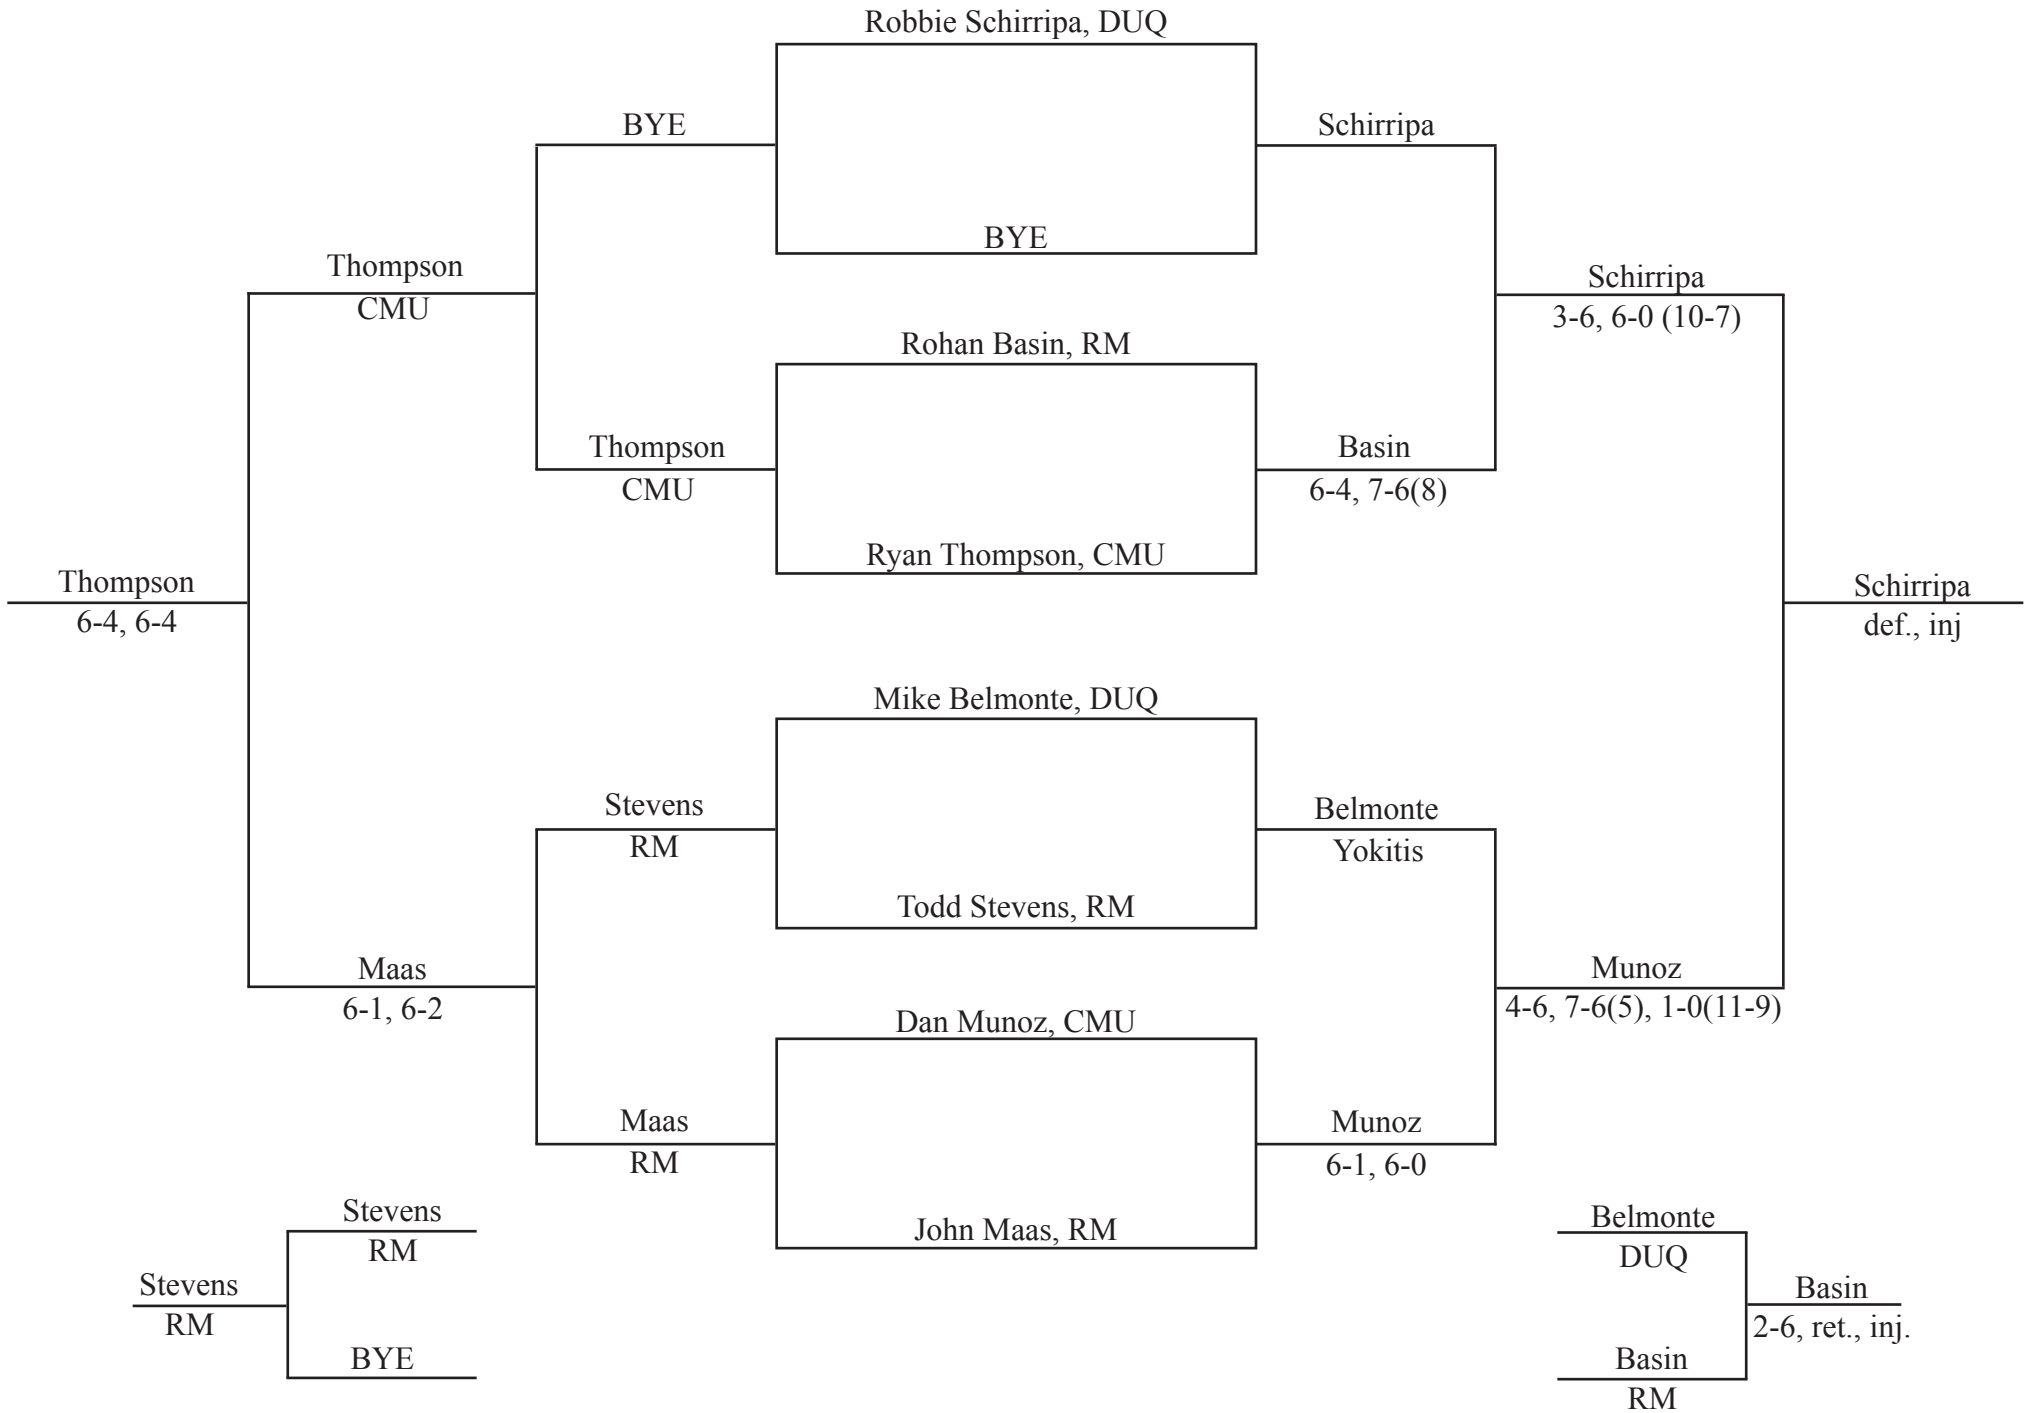 Robbie Schirripa, DUQ
BYE
Schirripa
BYE
Thompson
CMU
Schirripa
3-6, 6-0 (10-7)
Rohan Basin, RM
Thompson
CMU
Basin
6-4, 7-6(8)
Ryan Thompson, CMU
Thompson
6-4, 6-4
Schirripa
def., inj
Mike Belmonte, DUQ
Stevens
RM
Belmonte
Yokitis
Todd Stevens, RM
Maas
6-1, 6-2
Munoz
4-6, 7-6(5), 1-0(11-9)
Dan Munoz, CMU
Maas
RM
Munoz
6-1, 6-0
John Maas, RM
Stevens
RM
Stevens
RM
BYE
Belmonte
DUQ
Basin
2-6, ret., inj.
Basin
RM